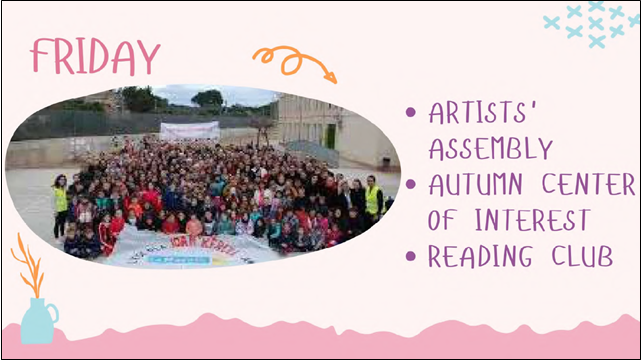 FRIDAY
• ARTISTS'
ASSEMBLY
• AUTUMN CENTER
OF INTEREST
• READING CLUB